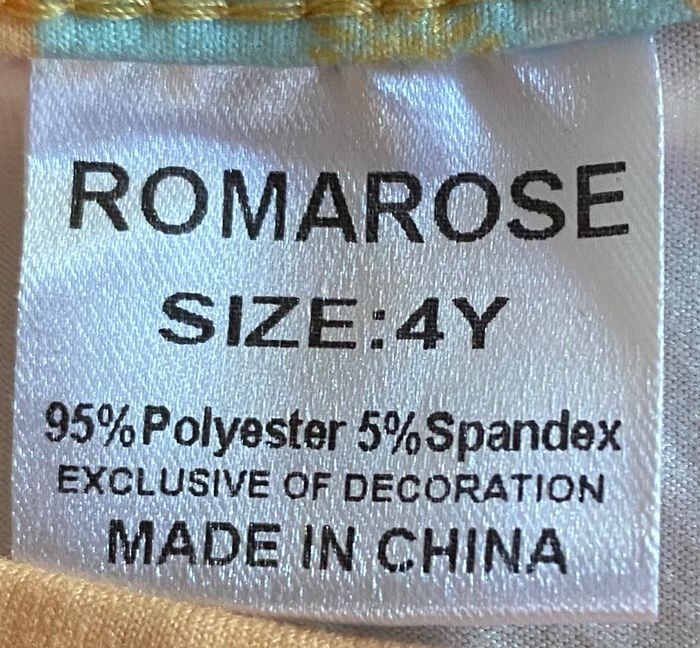 ROMAROSE
SIZE:4Y
95%Polyester 5%Spandex
EXCLUSIVE OF DECORATION
MADE IN CHINA